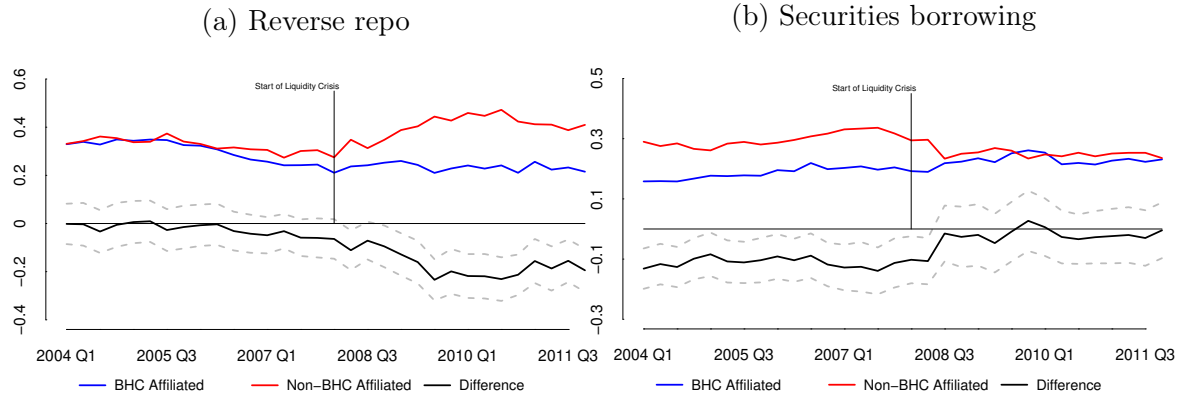 (a) Reverse repo
(b) Securities borrowing
Start of Liquidity Crisis
0.6
0.4
0.2
0
−0.2
−0.4
2004 Q1 2005 Q3 2007 Q1 2008 Q3 2010 Q1 2011 Q3
BHC Affiliated Non−BHC Affiliated Difference
Start of Liquidity Crisis
0.5
0.3
0.1
−0.1
−0.3
2004 Q1 2005 Q3 2007 Q1 2008 Q3 2010 Q1 2011 Q3
BHC Affiliated Non−BHC Affiliated Difference